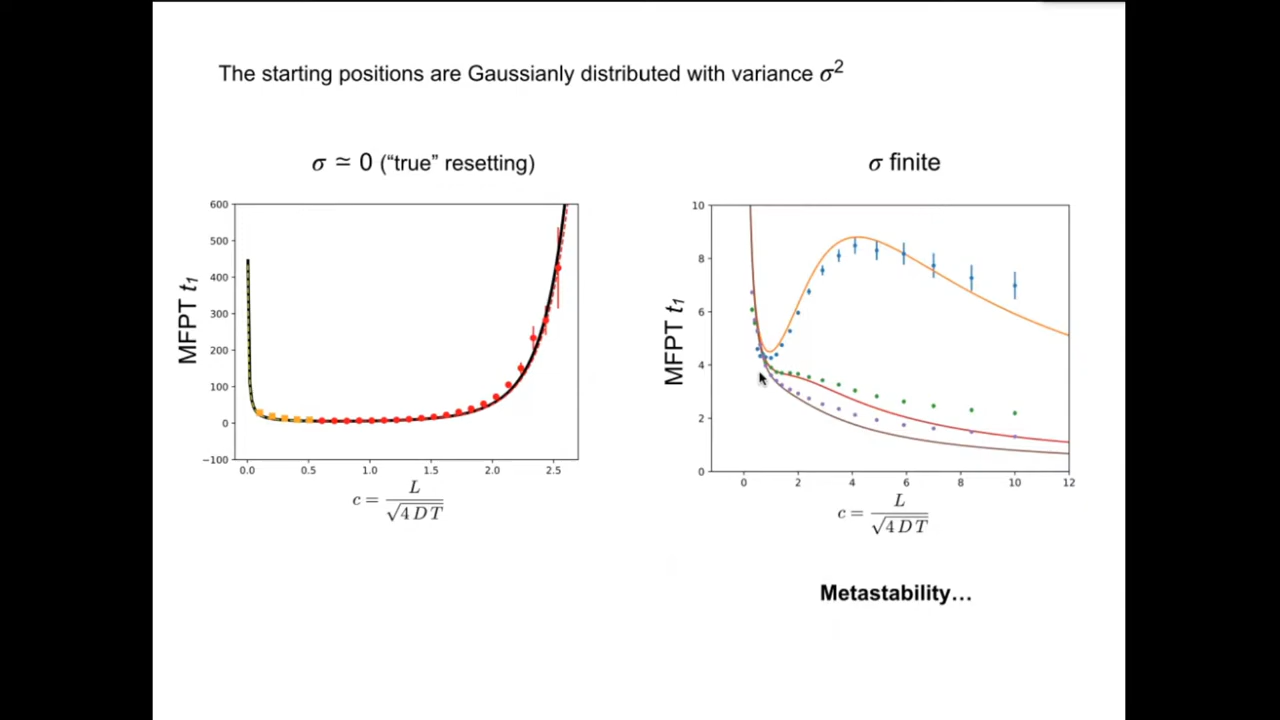 The starting positions are Gaussianly distributed with variance σ²
σ ≃ 0 (“true” resetting)
σ finite
MFPT t₁
600
500
400
300
200
100
0
−100
0.0 0.5 1.0 1.5 2.0 2.5
c = L / √4DT
MFPT t₁
10
8
6
4
2
0
0 2 4 6 8 10 12
c = L / √4DT
Metastability…